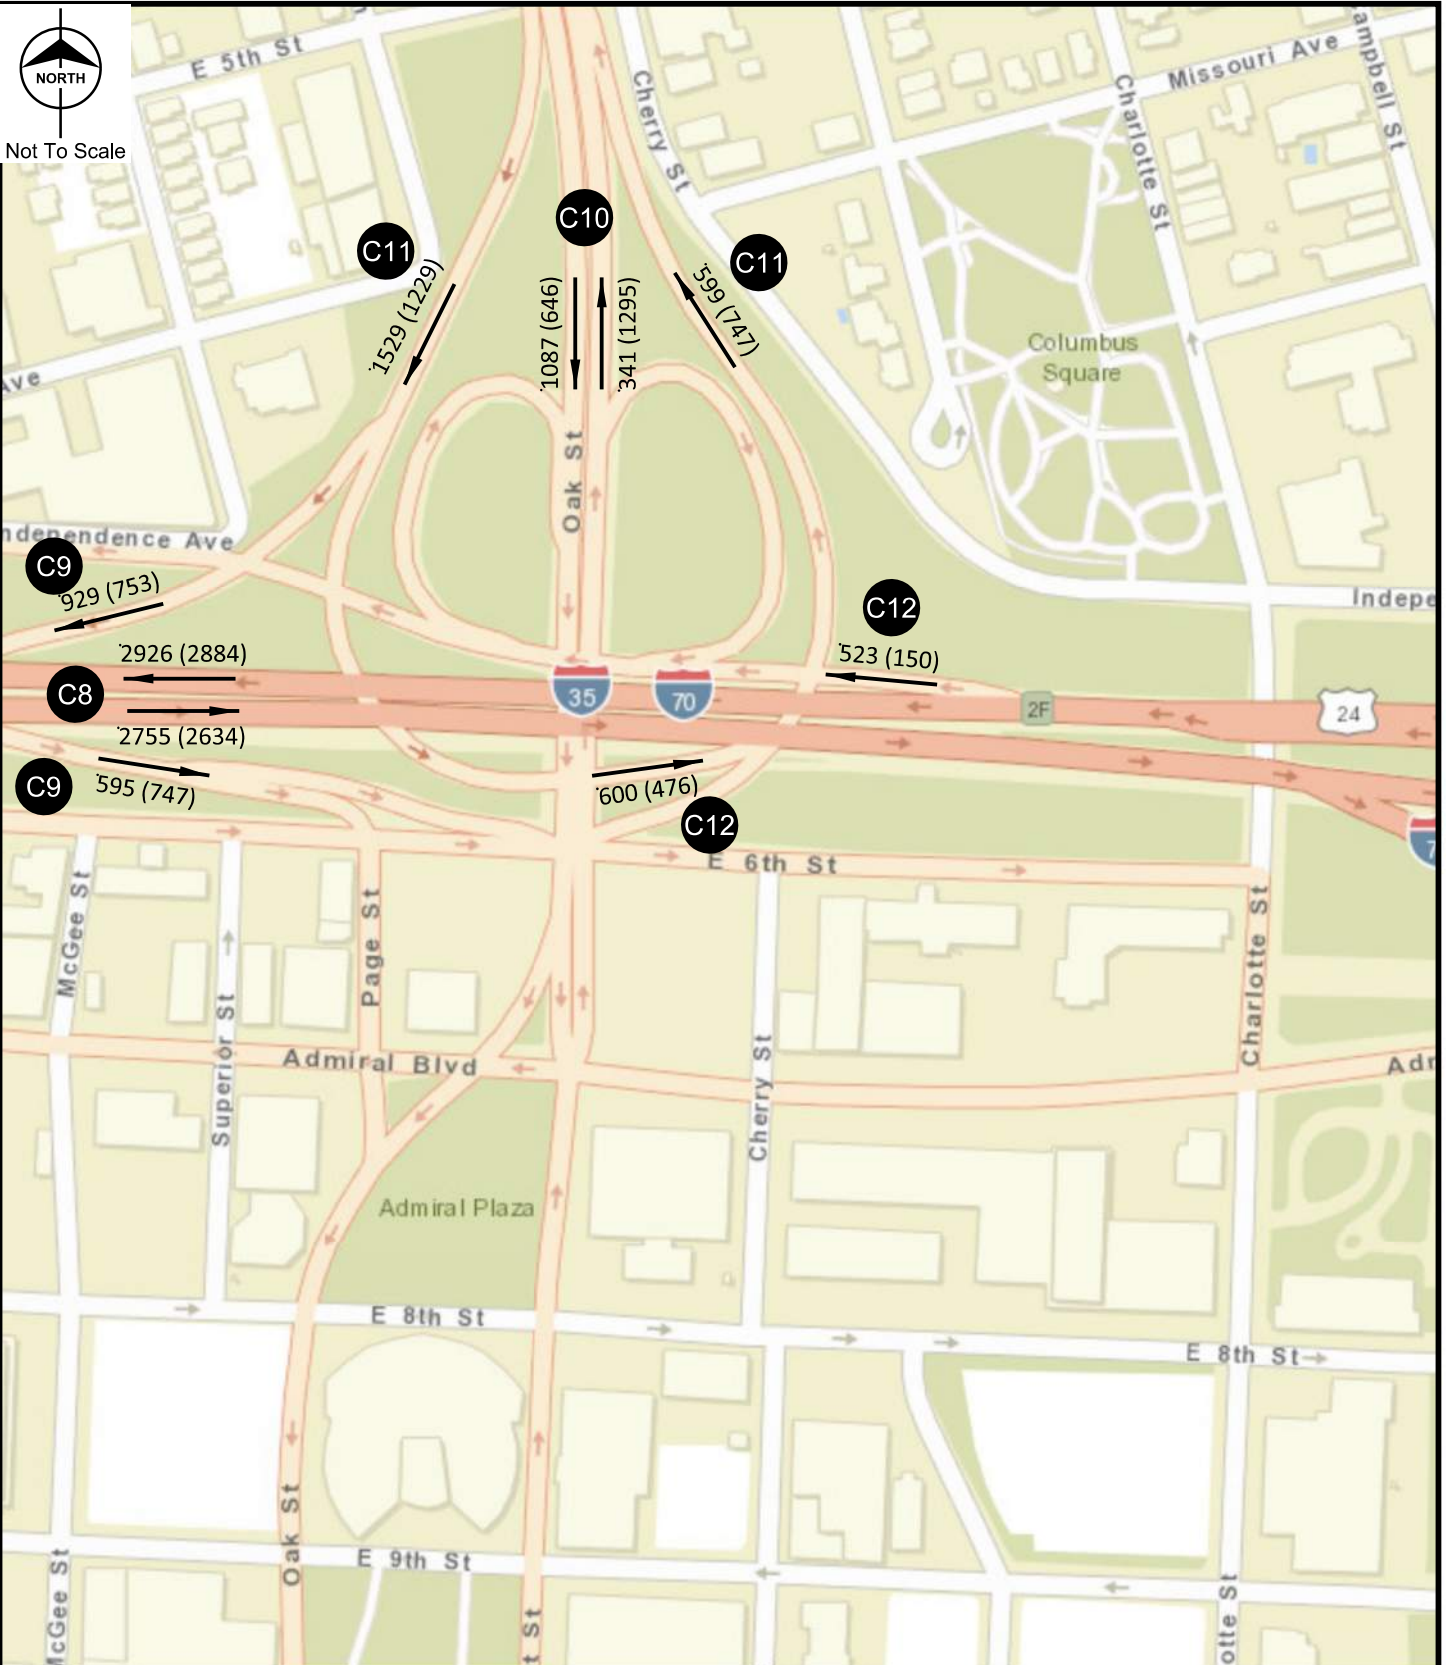 NORTH
Not To Scale
E 5th St
Cherry St
Charlotte St
Missouri Ave
ampbell St
C10
C11
C11
1529 (1229)
1087 (646)
341 (1295)
599 (747)
Columbus
Square
Ave
Oak St
ndependence Ave
C9
929 (753)
C12
Indepe
2926 (2884)
523 (150)
C8
35
70
2F
24
2755 (2634)
C9
595 (747)
600 (476)
C12
7
E 6th St
McGee St
Superior St
Page St
Charlotte St
Cherry St
Admiral Blvd
Adr
Admiral Plaza
E 8th St
E 8th St
Oak St
E 9th St
McGee St
t St
otte St